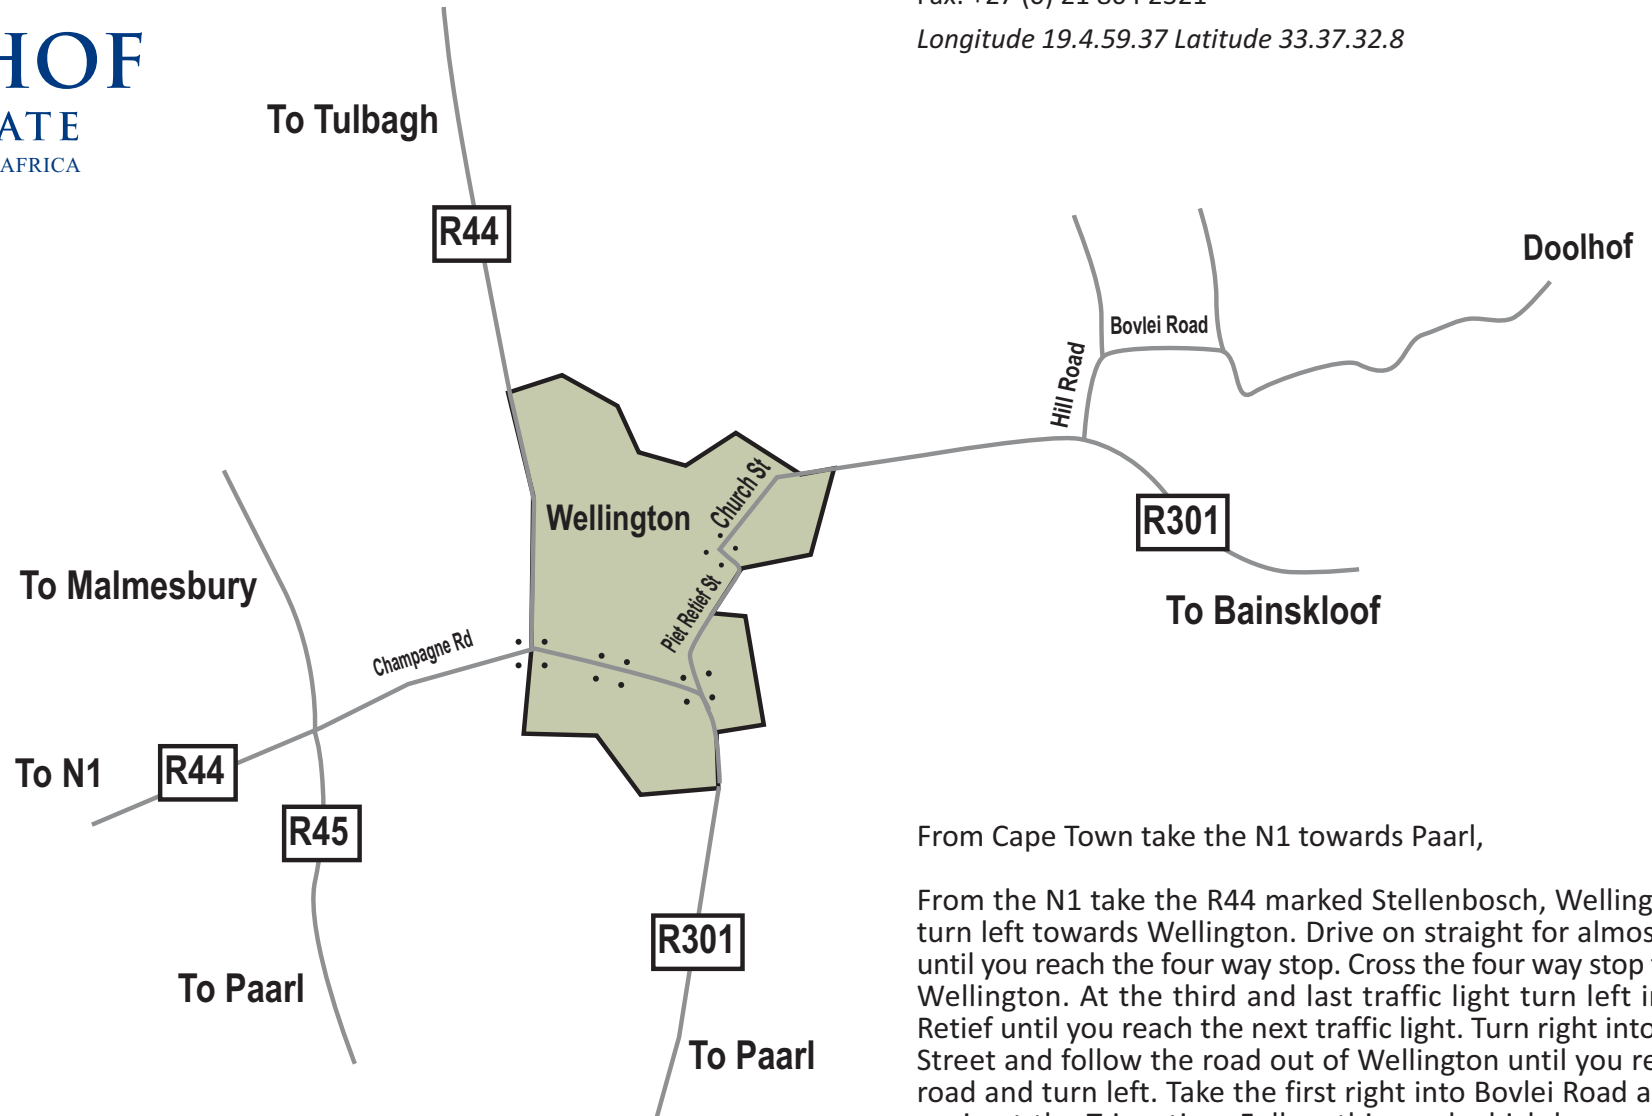 HOF
ATE
AFRICA
Longitude 19.4.59.37 Latitude 33.37.32.8
To Tulbagh
R44
Doolhof
Bovlei Road
Hill Road
Church St
Wellington
R301
To Bainskloof
To Malmesbury
Piet Retief St
Champagne Rd
To N1
R44
R45
To Paarl
R301
To Paarl
From Cape Town take the N1 towards Paarl,
From the N1 take the R44 marked Stellenbosch, Welling
turn left towards Wellington. Drive on straight for almos
until you reach the four way stop. Cross the four way stop
Wellington. At the third and last traffic light turn left i
Retief until you reach the next traffic light. Turn right into
Street and follow the road out of Wellington until you re
road and turn left. Take the first right into Bovlei Road a